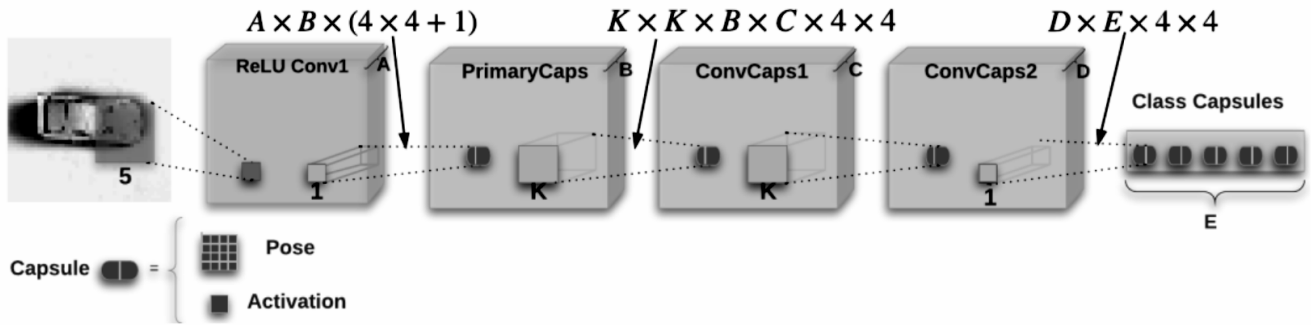 A × B × (4 × 4 + 1)
K × K × B × C × 4 × 4
D × E × 4 × 4
ReLU Conv1
A
PrimaryCaps
B
ConvCaps1
C
ConvCaps2
D
Class Capsules
5
1
K
K
1
E
Capsule =
Pose
Activation